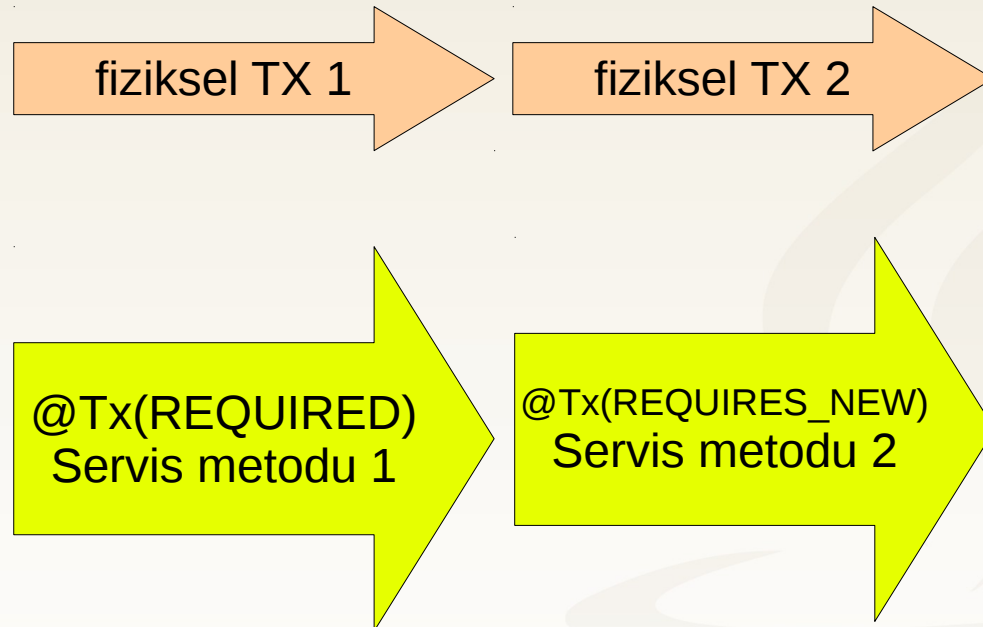 fiziksel TX 1
fiziksel TX 2
@Tx(REQUIRED)
Servis metodu 1
@Tx(REQUIRES_NEW)
Servis metodu 2